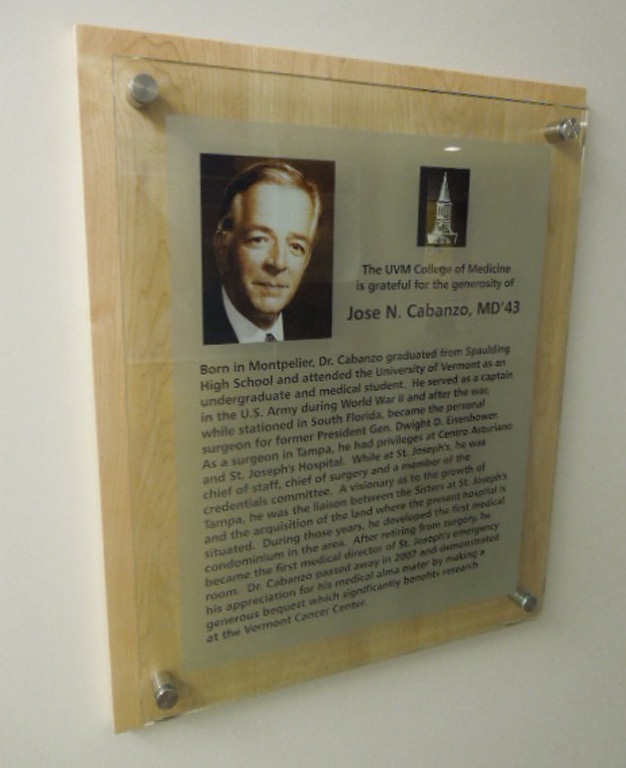 The UVM College of Medicine
is grateful for the generosity of
Jose N. Cabanzo, MD'43
Born in Montpelier, Dr. Cabanzo graduated from Spaulding
High School and attended the University of Vermont as an
undergraduate and medical student. He served as a captain
in the U.S. Army during World War II and after the war,
while stationed in South Florida, became the personal
surgeon for former President Gen. Dwight D. Eisenhower.
As a surgeon in Tampa, he had privileges at Centro Asturiano
and St. Joseph's Hospital. While at St. Joseph's, he was
chief of staff, chief of surgery and a member of the
credentials committee. A visionary as to the growth of
Tampa, he was the liaison between the Sisters at St. Joseph's
and the acquisition of the land where the present hospital is
situated. During those years, he developed the first medical
condominium in the area. After retiring from surgery, he
became the first medical director of St. Joseph's emergency
room. Dr. Cabanzo passed away in 2007 and demonstrated
his appreciation for his medical alma mater by making a
generous bequest which significantly benefits research
at the Vermont Cancer Center.